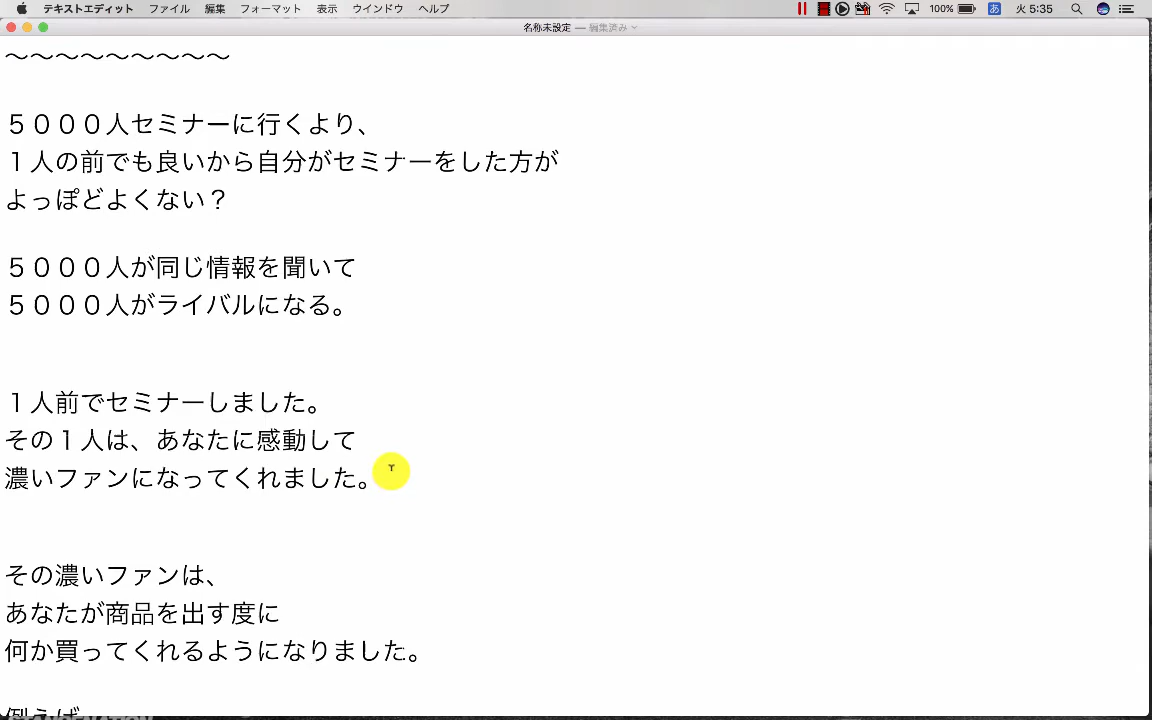 テキストエディット ファイル 編集 フォーマット 表示 ウインドウ ヘルプ 100% あ 火 5:35
名称未設定 — 編集済み
〜〜〜〜〜〜〜〜〜
５０００人セミナーに行くより、
１人の前でも良いから自分がセミナーをした方が
よっぽどよくない？
５０００人が同じ情報を聞いて
５０００人がライバルになる。
１人前でセミナーしました。
その１人は、あなたに感動して
濃いファンになってくれました。
その濃いファンは、
あなたが商品を出す度に
何か買ってくれるようになりました。
例えば